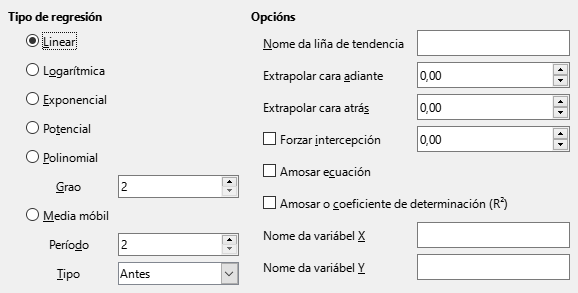 Tipo de regresión
Linear
Logarítmica
Exponencial
Potencial
Polinomial
Grao 2
Media móbil
Período 2
Tipo Antes
Opcións
Nome da liña de tendencia
Extrapolar cara adiante 0,00
Extrapolar cara atrás 0,00
Forzar intercepción 0,00
Amosar ecuación
Amosar o coeficiente de determinación (R²)
Nome da variábel X
Nome da variábel Y